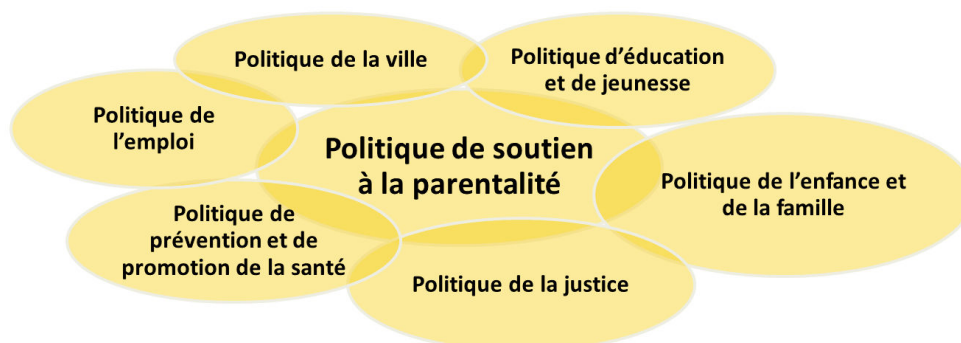 Politique de la ville
Politique d’éducation
et de jeunesse
Politique de
l’emploi
Politique de soutien
à la parentalité
Politique de l’enfance et
de la famille
Politique de
prévention et de
promotion de la santé
Politique de la justice